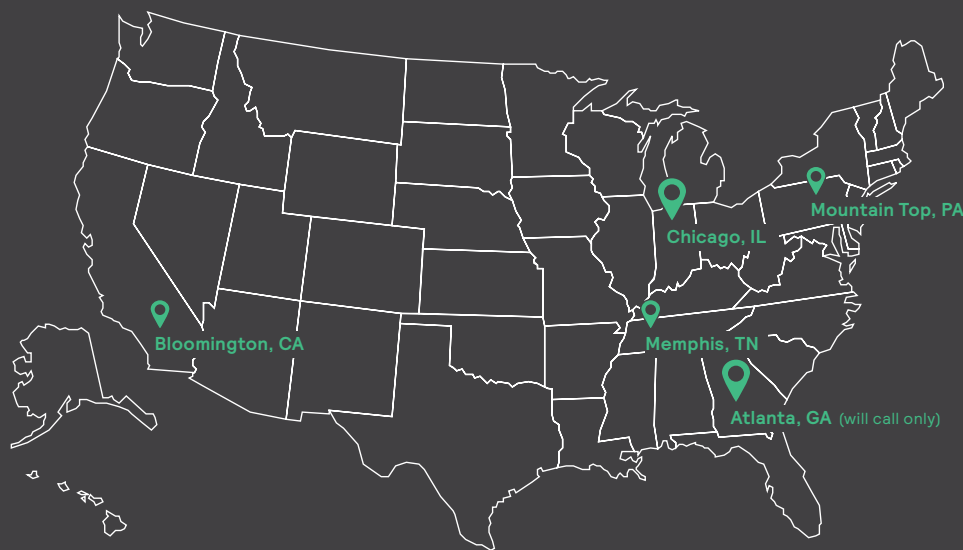 Mountain Top, PA
Chicago, IL
Bloomington, CA
Memphis, TN
Atlanta, GA (will call only)